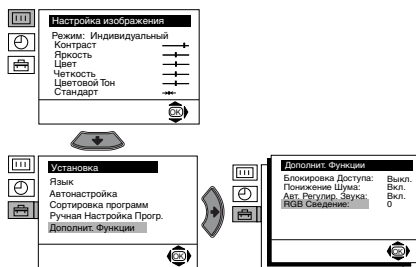 Настройка изображения
Режим: Индивидуальный
Контраст
Яркость
Цвет
Четкость
Цветовой Тон
Стандарт
OK
Установка
Язык
Автонастройка
Сортировка программ
Ручная Настройка Прогр.
Дополнит. Функции
OK
Дополнит. Функции
Блокировка Доступа: Выкл.
Понижение Шума: Вкл.
Авт. Регулир. Звука: Вкл.
RGB Сведение: 0
OK